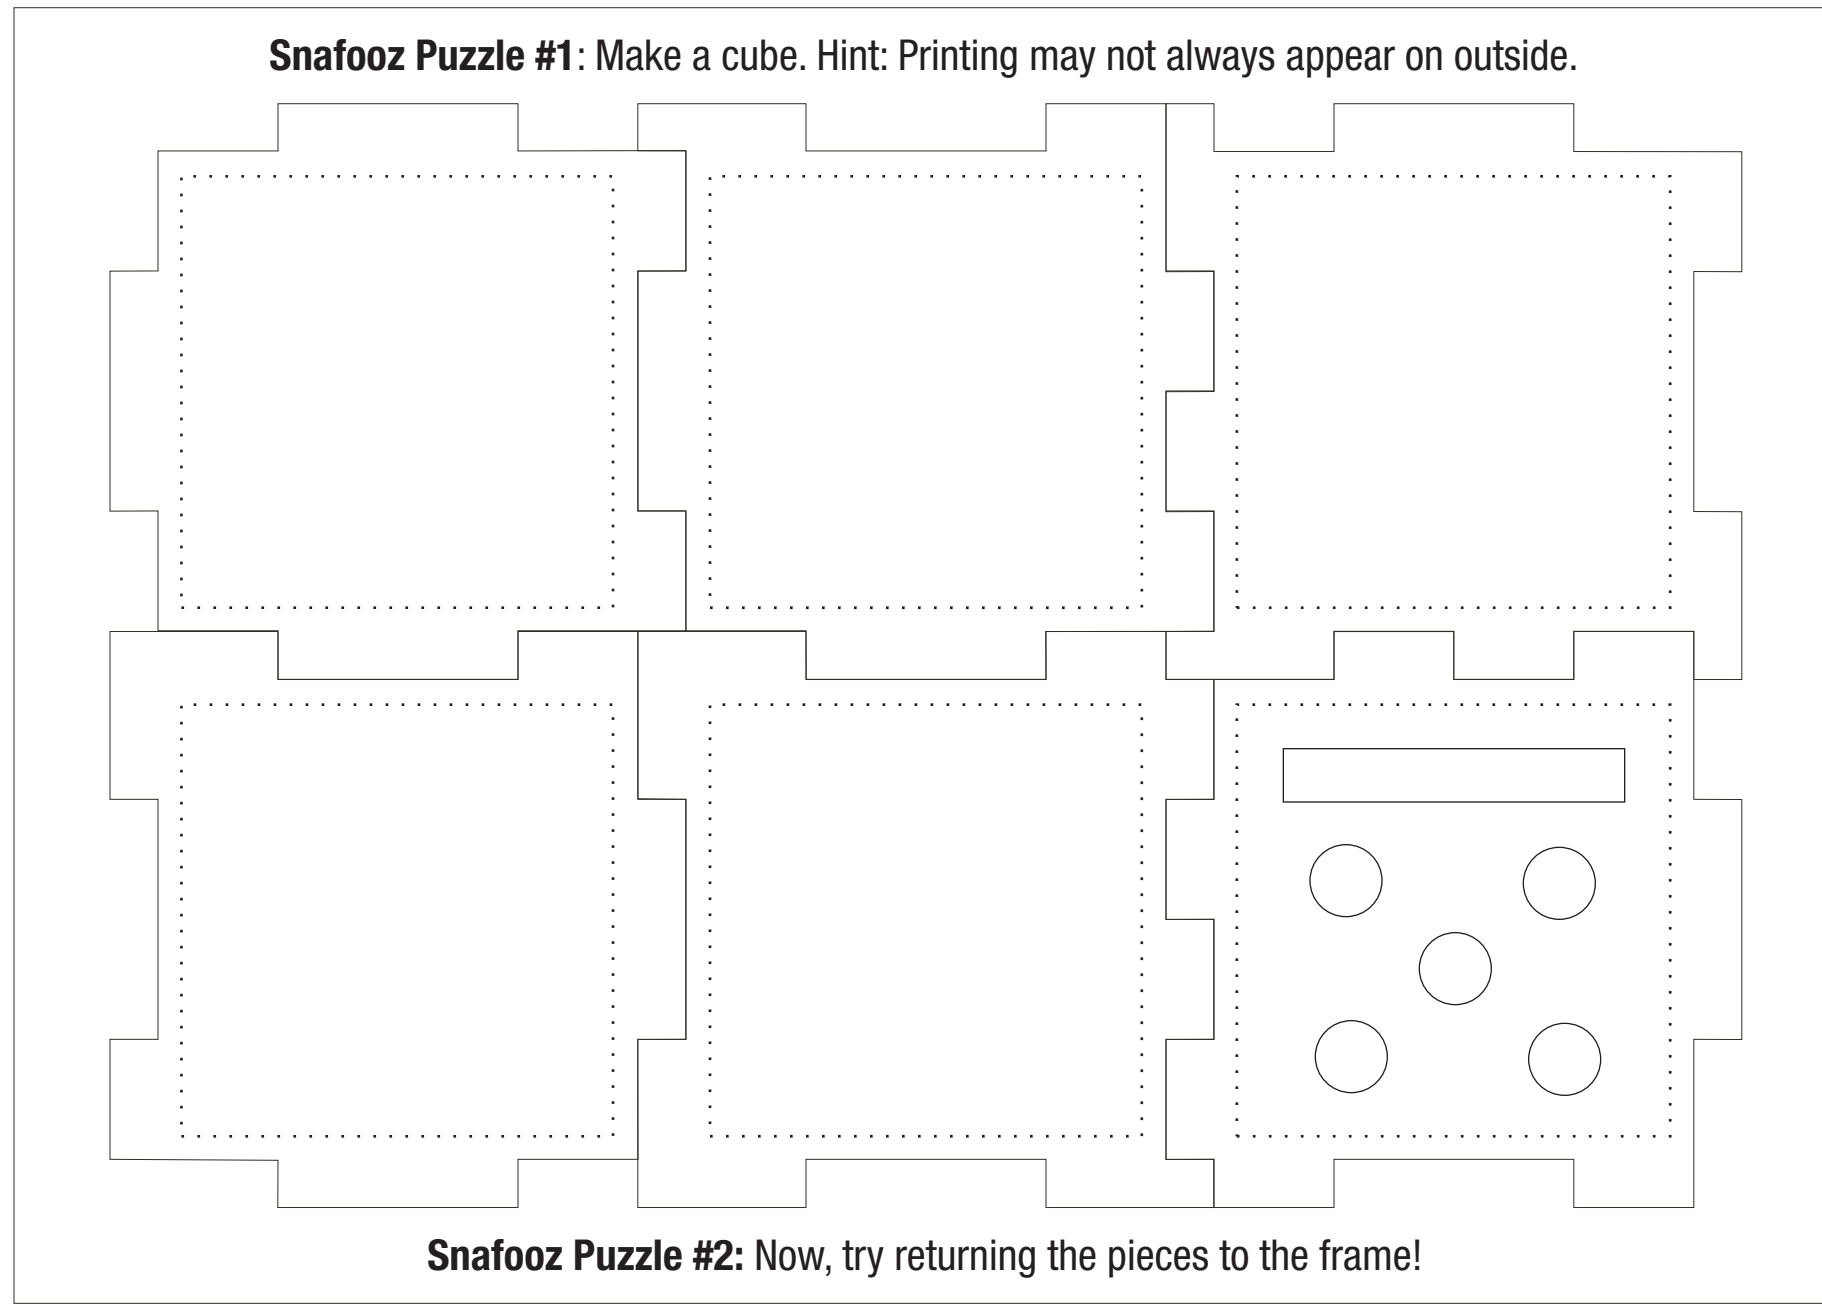 Snafooz Puzzle #1: Make a cube. Hint: Printing may not always appear on outside.
Snafooz Puzzle #2: Now, try returning the pieces to the frame!